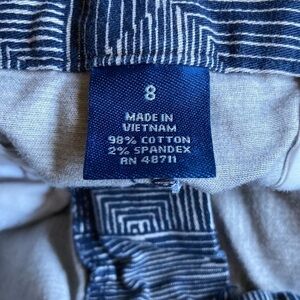 8
MADE IN
VIETNAM
98% COTTON
2% SPANDEX
RN 48711